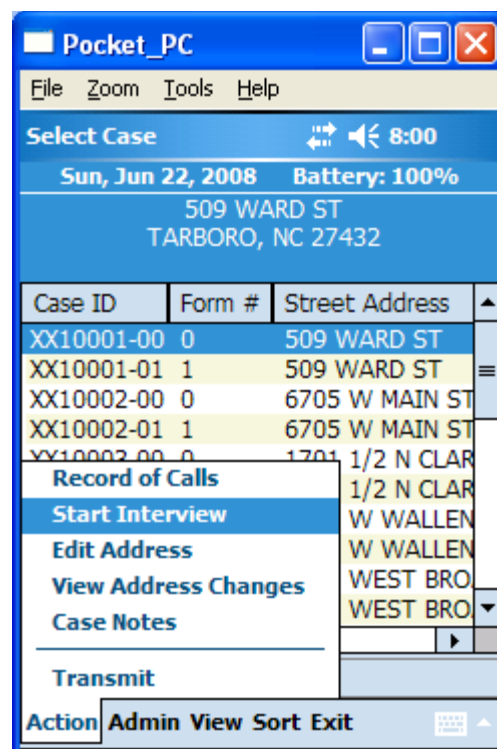 Pocket_PC
File Zoom Tools Help
Select Case 8:00
Sun, Jun 22, 2008 Battery: 100%
509 WARD ST
TARBORO, NC 27432
Case ID Form # Street Address
XX10001-00 0 509 WARD ST
XX10001-01 1 509 WARD ST
XX10002-00 0 6705 W MAIN ST
XX10002-01 1 6705 W MAIN ST
XX10003-00 0 1701 1/2 N CLAR
Record of Calls
1/2 N CLAR
Start Interview
W WALLEN
Edit Address
W WALLEN
View Address Changes
WEST BRO
Case Notes
WEST BRO
Transmit
Action Admin View Sort Exit